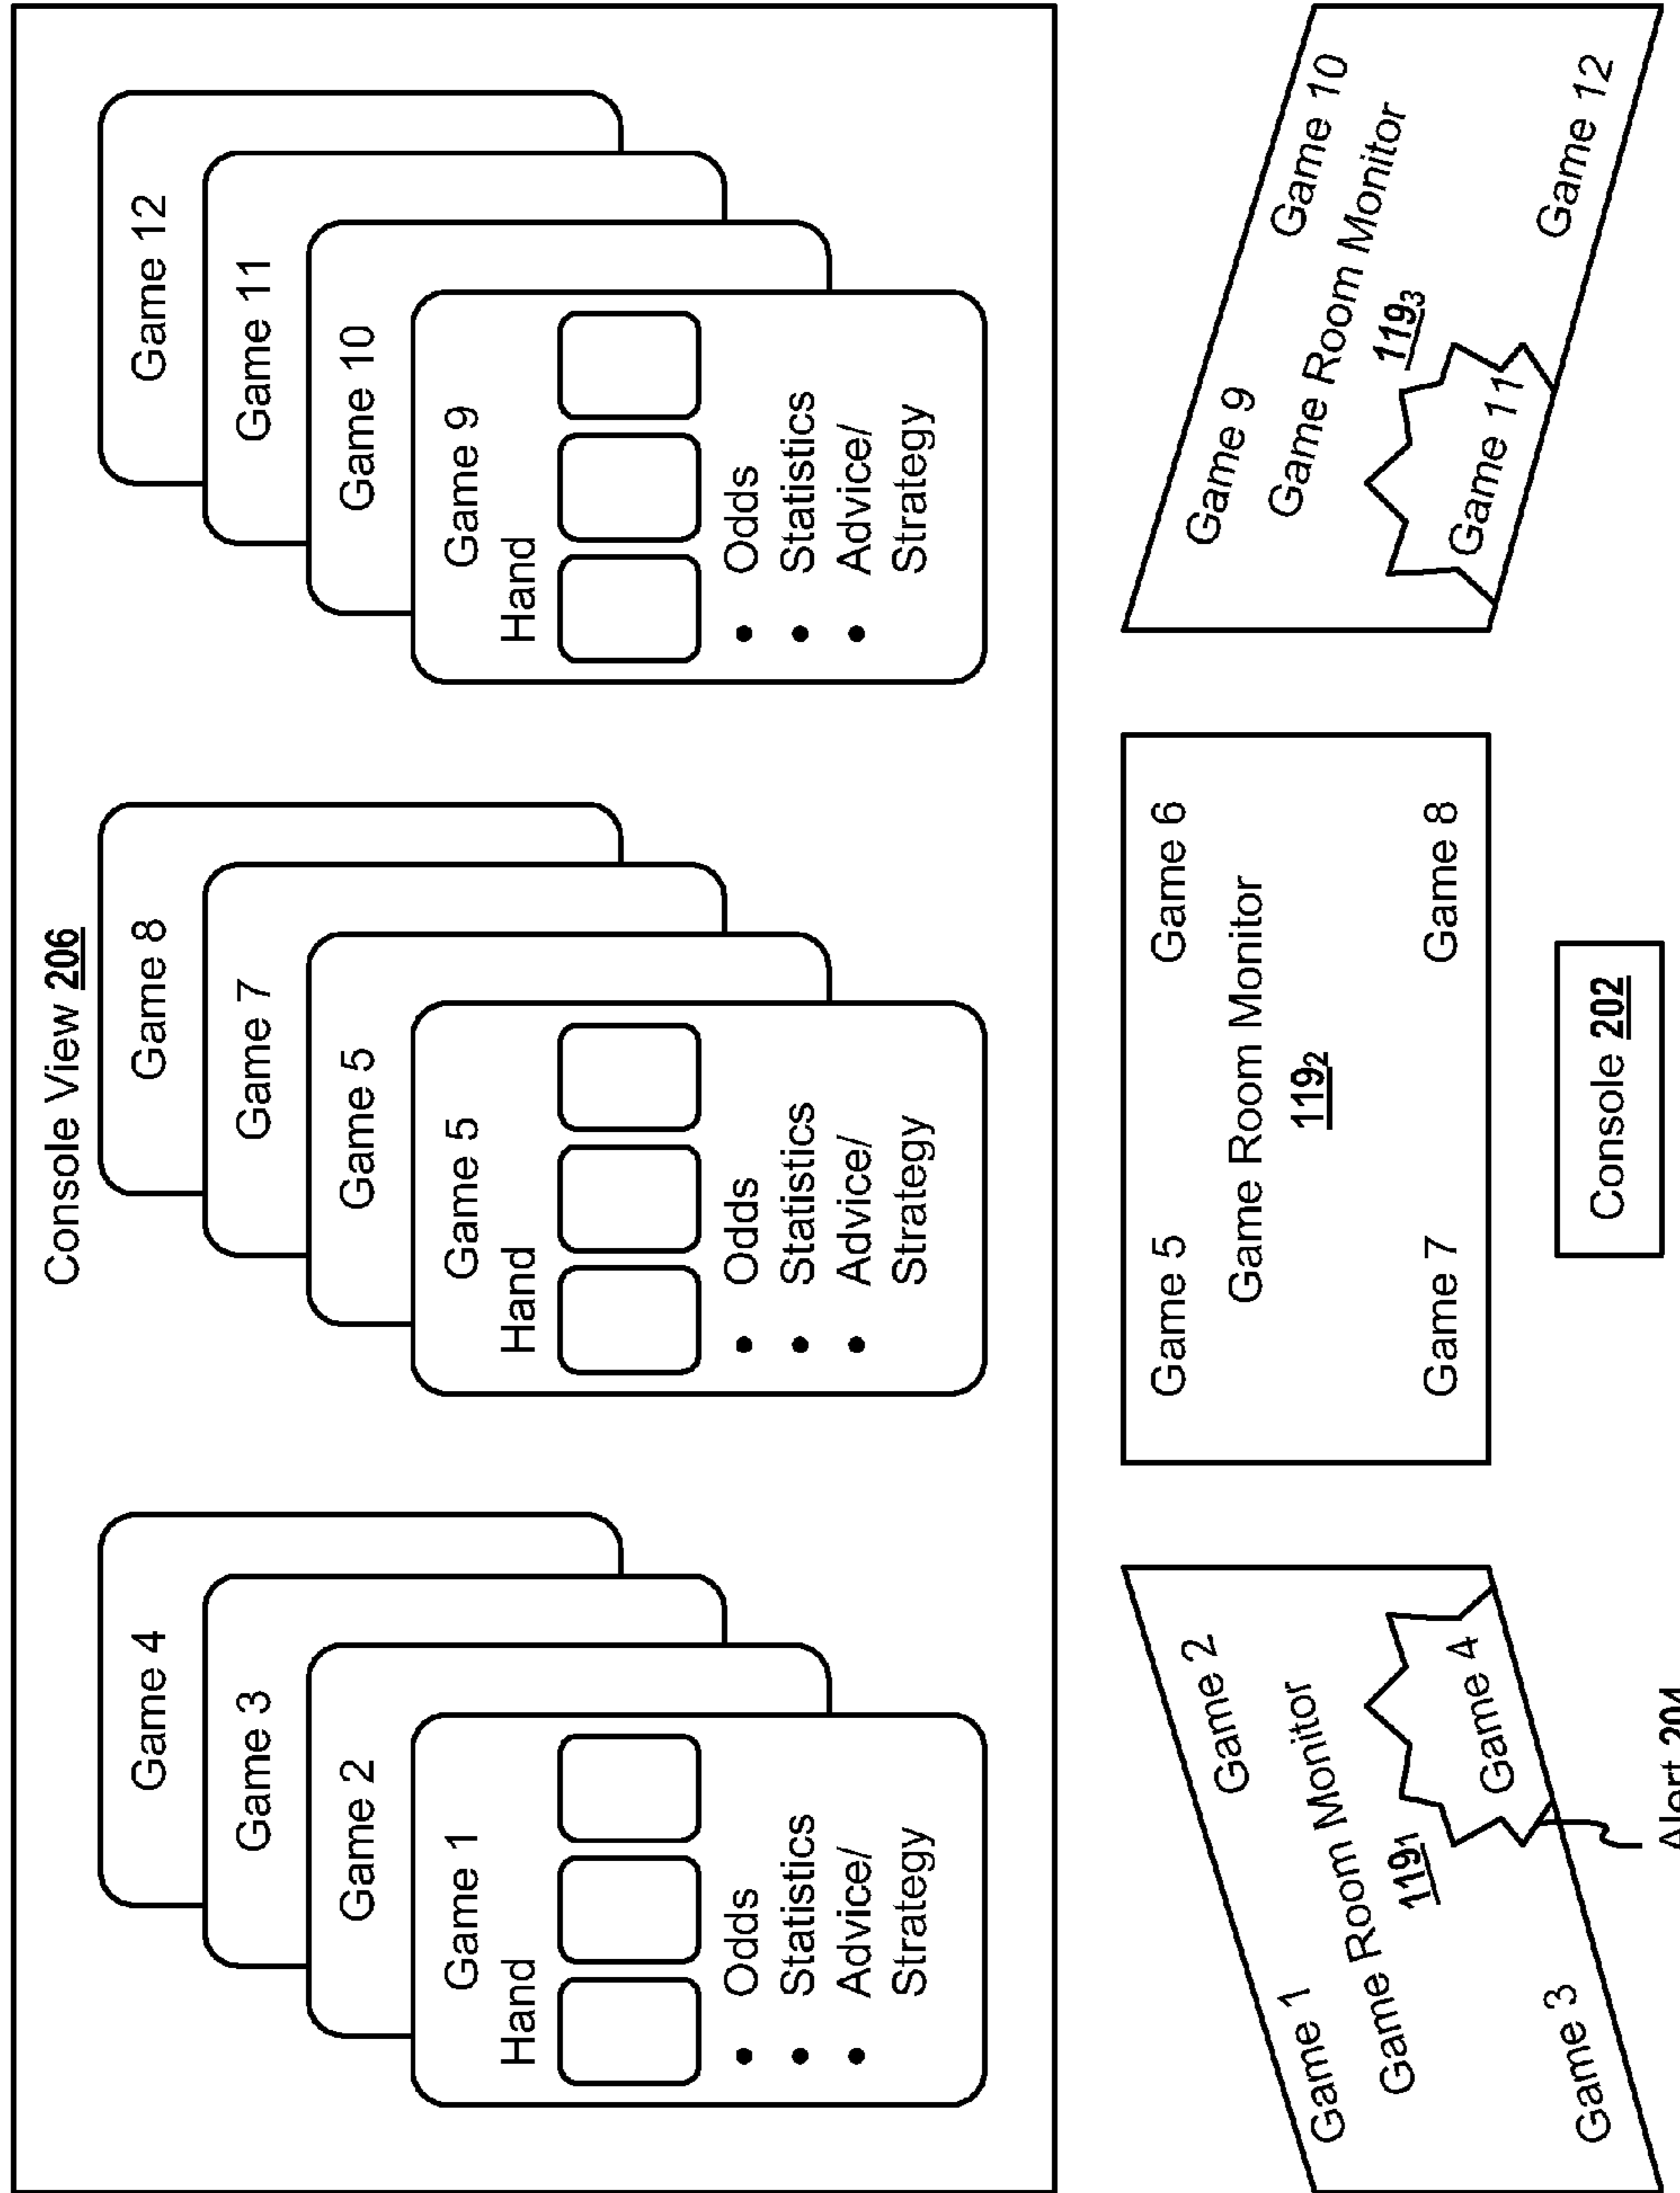 Console View 206
Game 4
Game 3
Game 2
Game 1
Hand
• Odds
• Statistics
• Advice/
Strategy
Game 8
Game 7
Game 5
Game 5
Hand
• Odds
• Statistics
• Advice/
Strategy
Game 12
Game 11
Game 10
Game 9
Hand
• Odds
• Statistics
• Advice/
Strategy
Game 1
Game 2
Game Room Monitor
119₁
Game 3
Game 4
Alert 204
Game 5
Game 6
Game Room Monitor
119₂
Game 7
Game 8
Console 202
Game 9
Game 10
Game Room Monitor
119₃
Game 11
Game 12